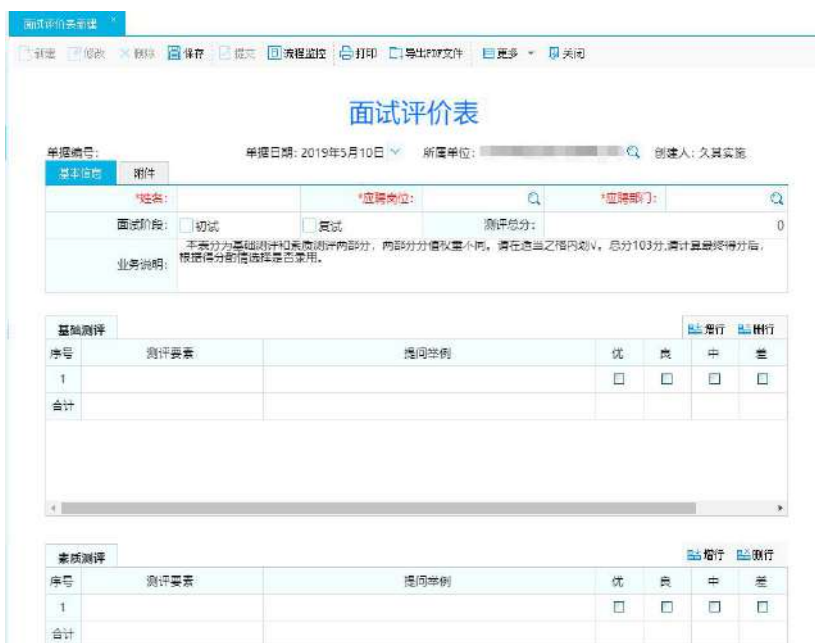 面试评价表新建 ×
新建 修改 删除 保存 提交 流程监控 打印 导出PDF文件 更多 关闭
面试评价表
单据编号: 单据日期: 2019年5月10日 所属单位: 创建人: 久其实施
基本信息 附件
*姓名: *应聘岗位: *应聘部门:
面试阶段: 初试 复试 测评总分: 0
业务说明: 本表分为基础测评和素质测评两部分，两部分分值权重不同。请在适当之格内划√。总分103分,请计算最终得分后，
根据得分酌情选择是否录用。
基础测评 增行 删行
序号 测评要素 提问举例 优 良 中 差
1
合计
素质测评 增行 删行
序号 测评要素 提问举例 优 良 中 差
1
合计